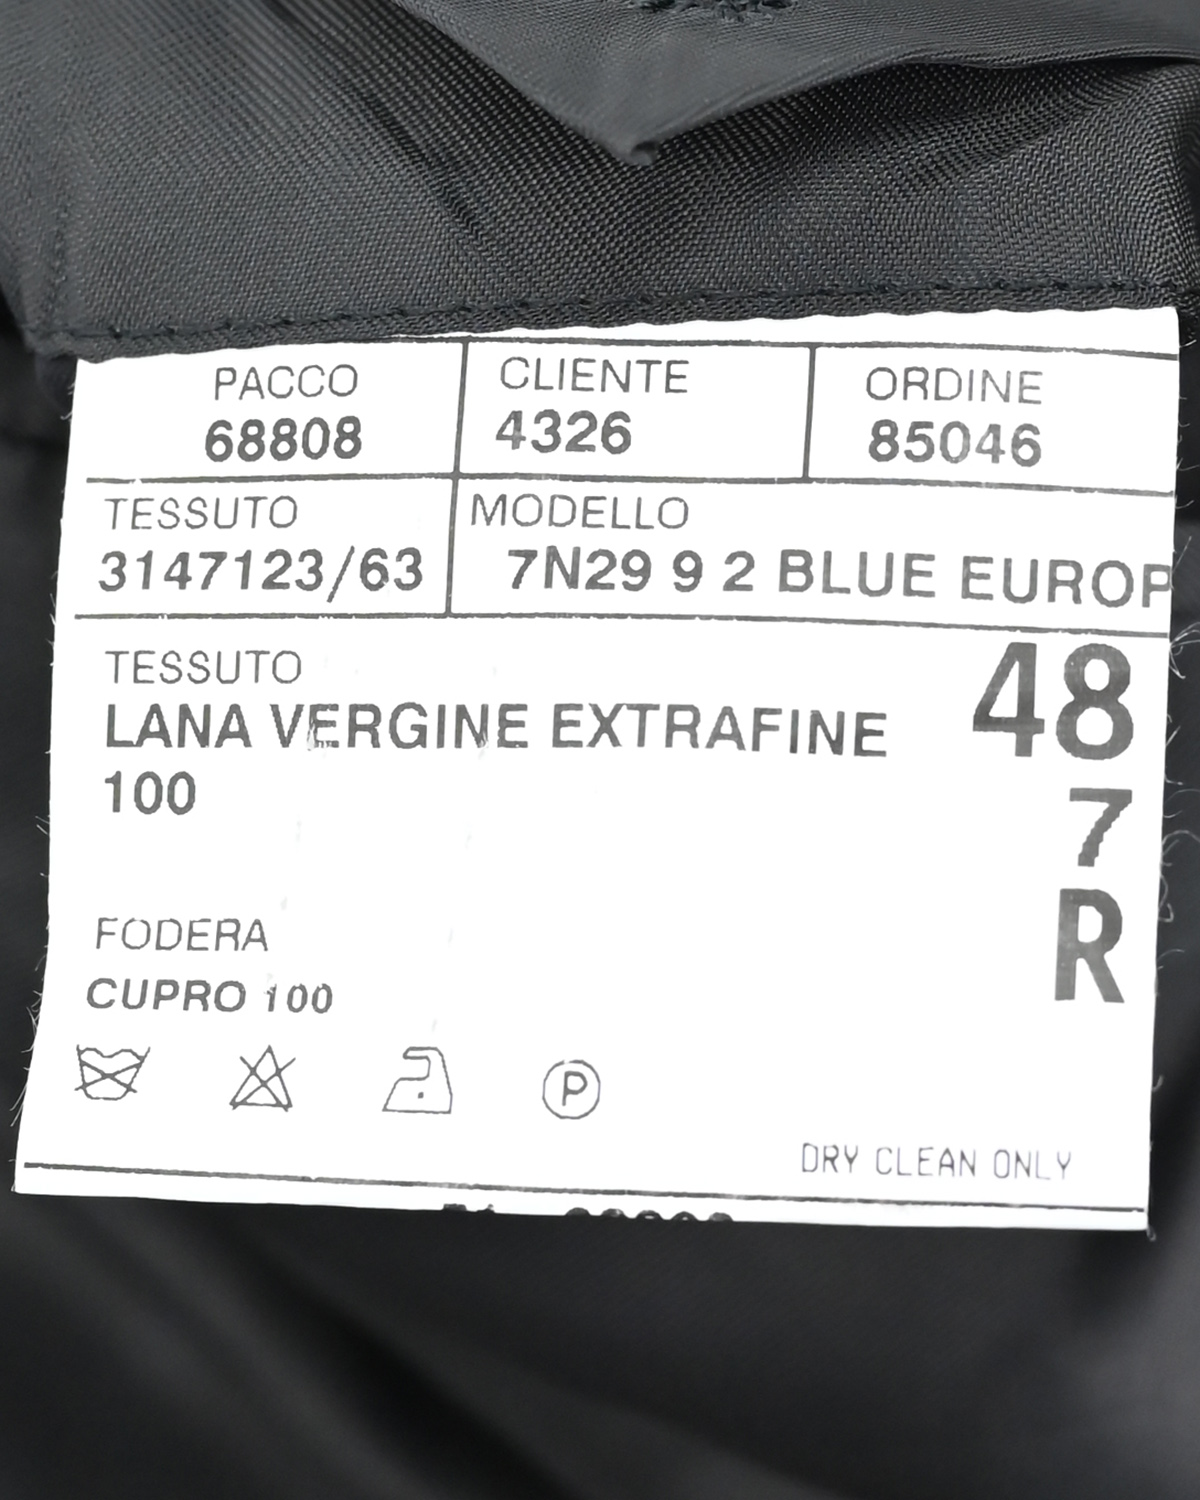 PACCO CLIENTE ORDINE
68808 4326 85046
TESSUTO MODELLO
3147123/63 7N29 9 2 BLUE EUROP
TESSUTO
LANA VERGINE EXTRAFINE
100
48
7
R
FODERA
CUPRO 100
P
DRY CLEAN ONLY